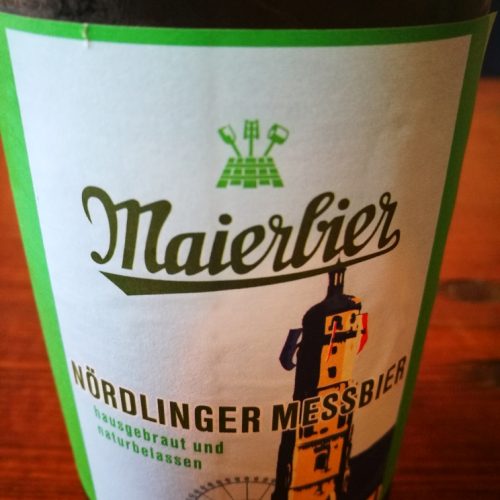 Maierbier
NÖRDLINGER MESSBIER
hausgebraut und
naturbelassen